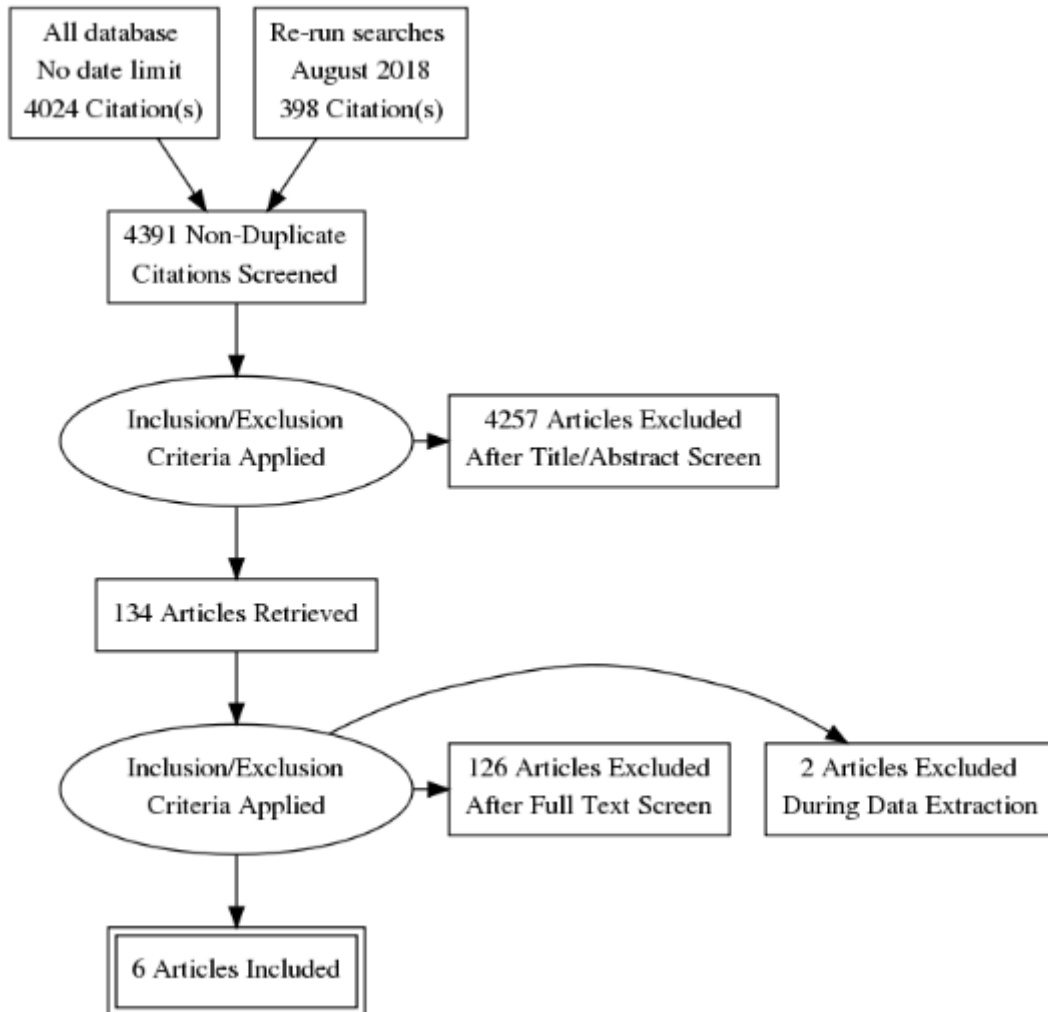 All database
No date limit
4024 Citation(s)
Re-run searches
August 2018
398 Citation(s)
4391 Non-Duplicate
Citations Screened
Inclusion/Exclusion
Criteria Applied
4257 Articles Excluded
After Title/Abstract Screen
134 Articles Retrieved
Inclusion/Exclusion
Criteria Applied
126 Articles Excluded
After Full Text Screen
2 Articles Excluded
During Data Extraction
6 Articles Included